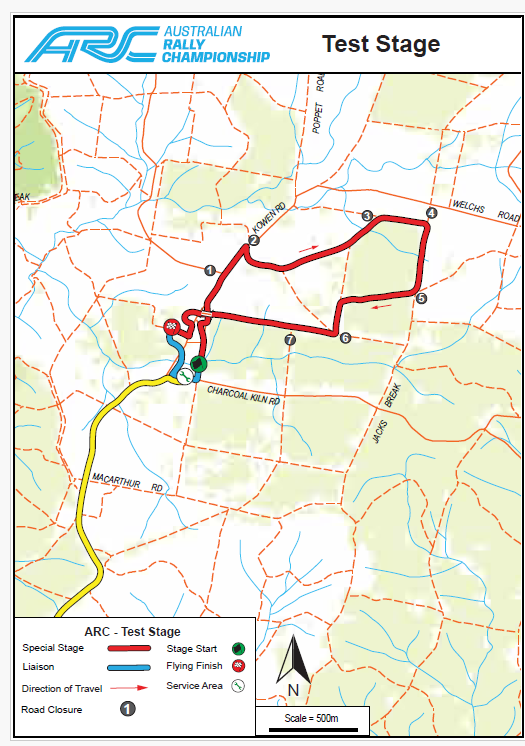 ARC
AUSTRALIAN
RALLY
CHAMPIONSHIP
Test Stage
POPPET ROAD
EAK
WELCHS ROAD
KOWEN RD
3
4
2
1
5
6
7
CHARCOAL KILN RD
JACKS BREAK
MACARTHUR RD
ARC - Test Stage
Special Stage
Stage Start
Liaison
Flying Finish
Direction of Travel
Service Area
Road Closure
1
N
Scale = 500m